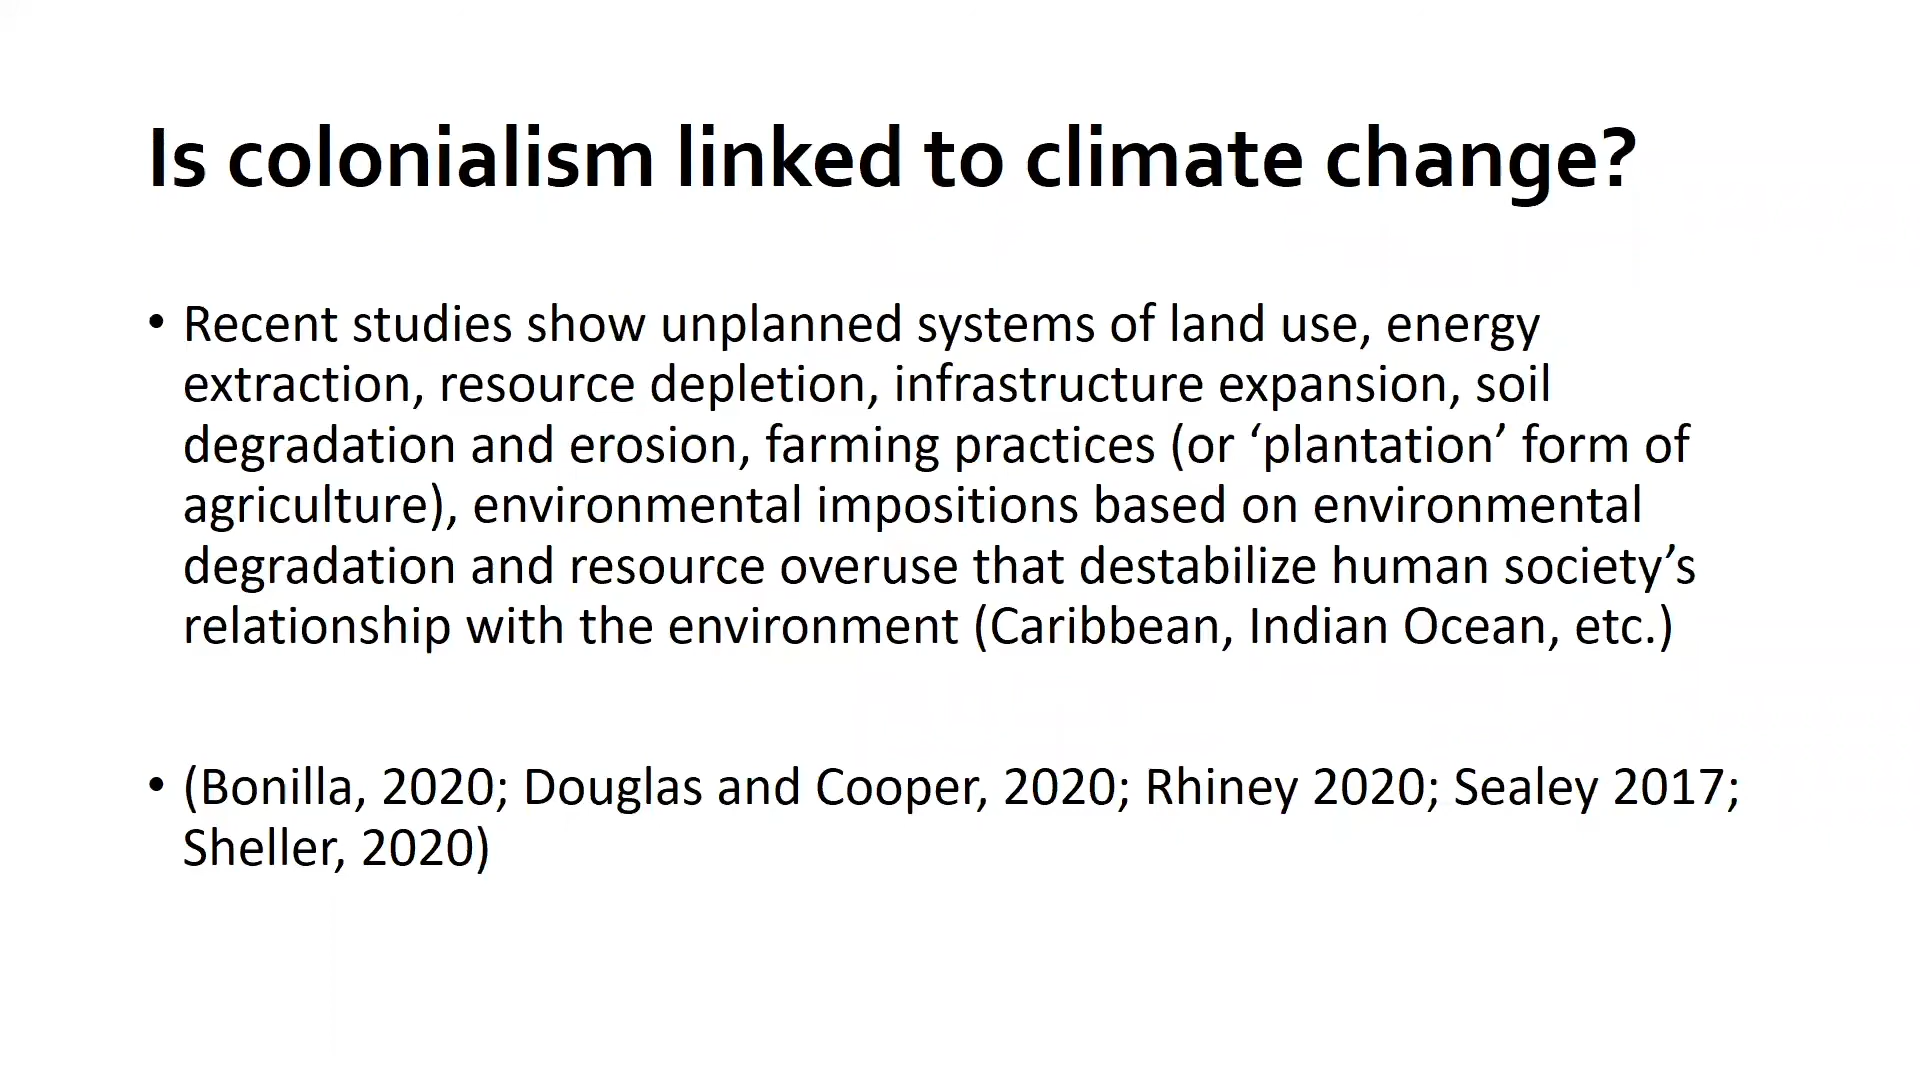 Is colonialism linked to climate change?
• Recent studies show unplanned systems of land use, energy
extraction, resource depletion, infrastructure expansion, soil
degradation and erosion, farming practices (or ‘plantation’ form of
agriculture), environmental impositions based on environmental
degradation and resource overuse that destabilize human society’s
relationship with the environment (Caribbean, Indian Ocean, etc.)
• (Bonilla, 2020; Douglas and Cooper, 2020; Rhiney 2020; Sealey 2017;
Sheller, 2020)